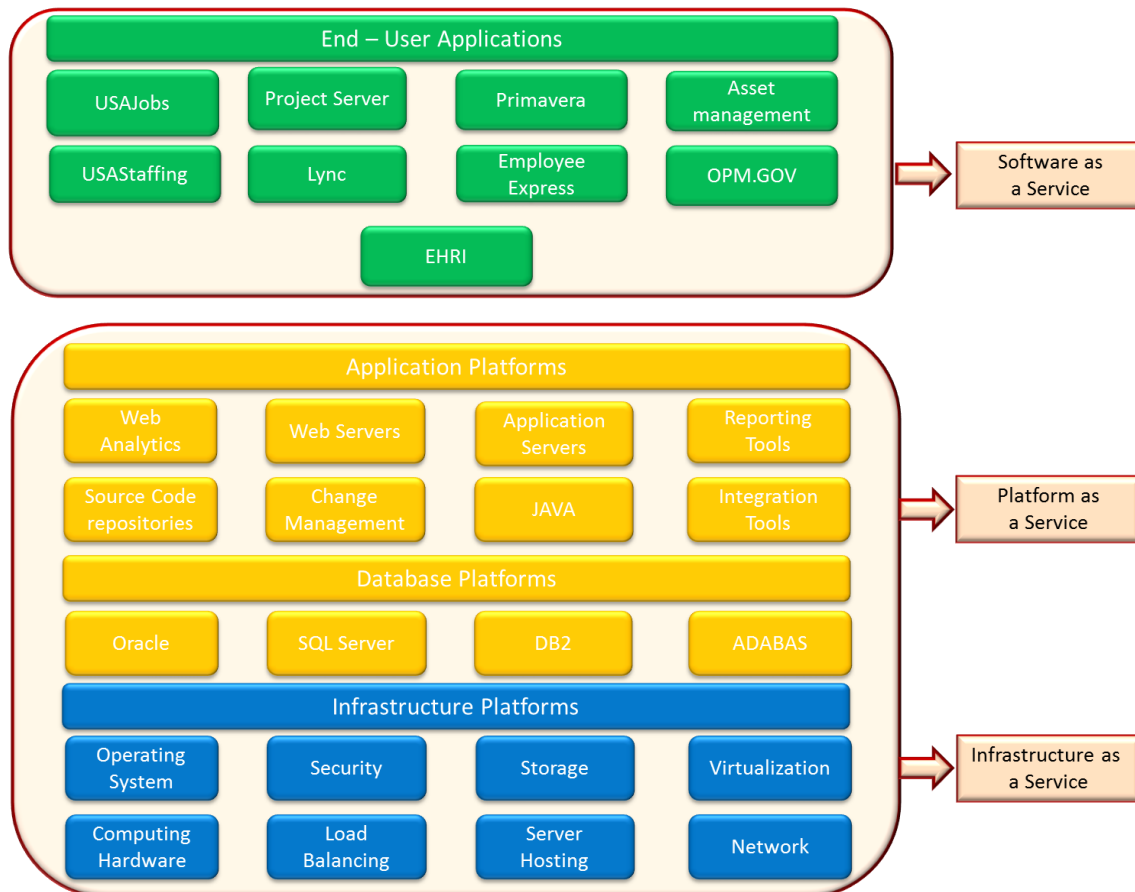 End – User Applications
USAJobs
Project Server
Primavera
Asset
management
USAStaffing
Lync
Employee
Express
OPM.GOV
EHRI
Software as
a Service
Application Platforms
Web
Analytics
Web Servers
Application
Servers
Reporting
Tools
Source Code
repositories
Change
Management
JAVA
Integration
Tools
Platform as
a Service
Database Platforms
Oracle
SQL Server
DB2
ADABAS
Infrastructure Platforms
Operating
System
Security
Storage
Virtualization
Infrastructure as
a Service
Computing
Hardware
Load
Balancing
Server
Hosting
Network